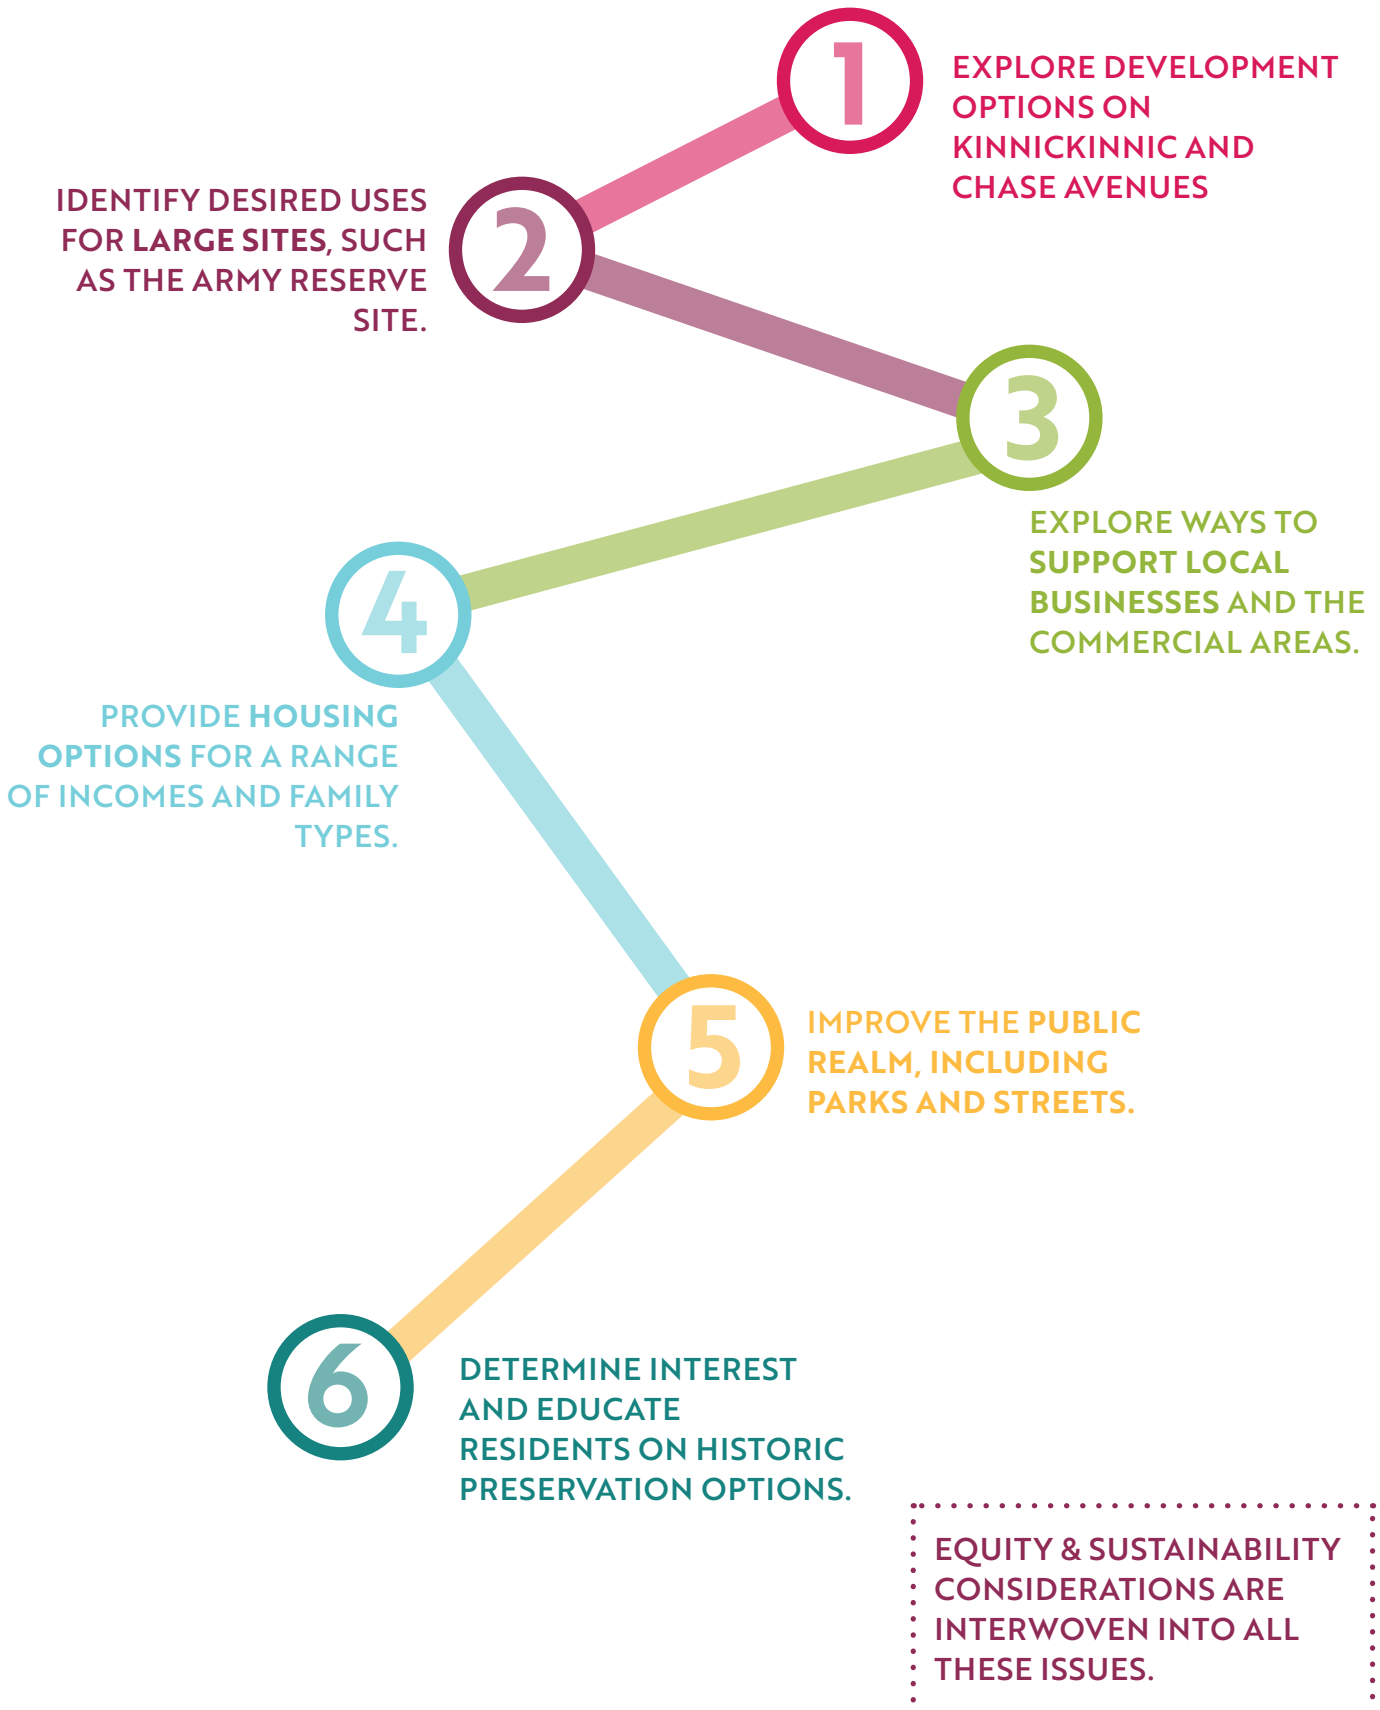 1
EXPLORE DEVELOPMENT
OPTIONS ON
KINNICKINNIC AND
CHASE AVENUES
2
IDENTIFY DESIRED USES
FOR LARGE SITES, SUCH
AS THE ARMY RESERVE
SITE.
3
EXPLORE WAYS TO
SUPPORT LOCAL
BUSINESSES AND THE
COMMERCIAL AREAS.
4
PROVIDE HOUSING
OPTIONS FOR A RANGE
OF INCOMES AND FAMILY
TYPES.
5
IMPROVE THE PUBLIC
REALM, INCLUDING
PARKS AND STREETS.
6
DETERMINE INTEREST
AND EDUCATE
RESIDENTS ON HISTORIC
PRESERVATION OPTIONS.
EQUITY & SUSTAINABILITY
CONSIDERATIONS ARE
INTERWOVEN INTO ALL
THESE ISSUES.